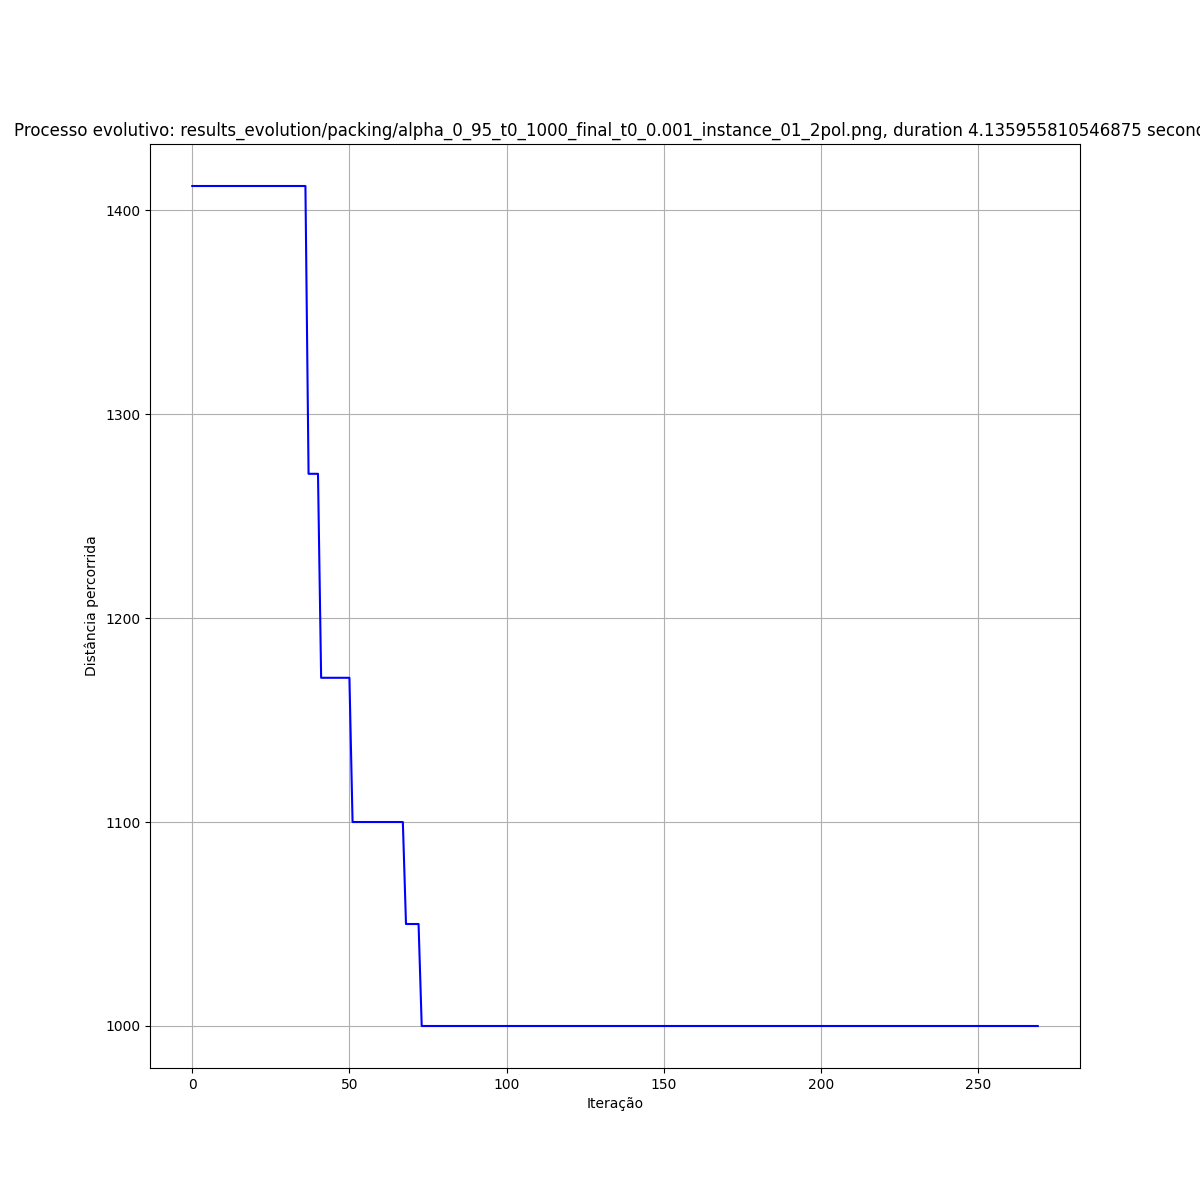 Processo evolutivo: results_evolution/packing/alpha_0_95_t0_1000_final_t0_0.001_instance_01_2pol.png, duration 4.135955810546875
1400
1300
1200
1100
1000
Distância percorrida
0 50 100 150 200 250
Iteração